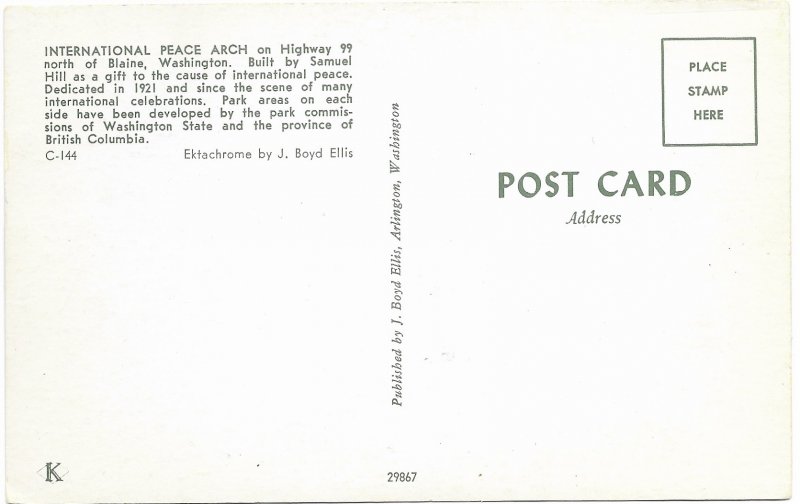 INTERNATIONAL PEACE ARCH on Highway 99
north of Blaine, Washington. Built by Samuel
Hill as a gift to the cause of international peace.
Dedicated in 1921 and since the scene of many
international celebrations. Park areas on each
side have been developed by the park commis-
sions of Washington State and the province of
British Columbia.
C-144 Ektachrome by J. Boyd Ellis
Published by J. Boyd Ellis, Arlington, Washington
PLACE
STAMP
HERE
POST CARD
Address
K
29867